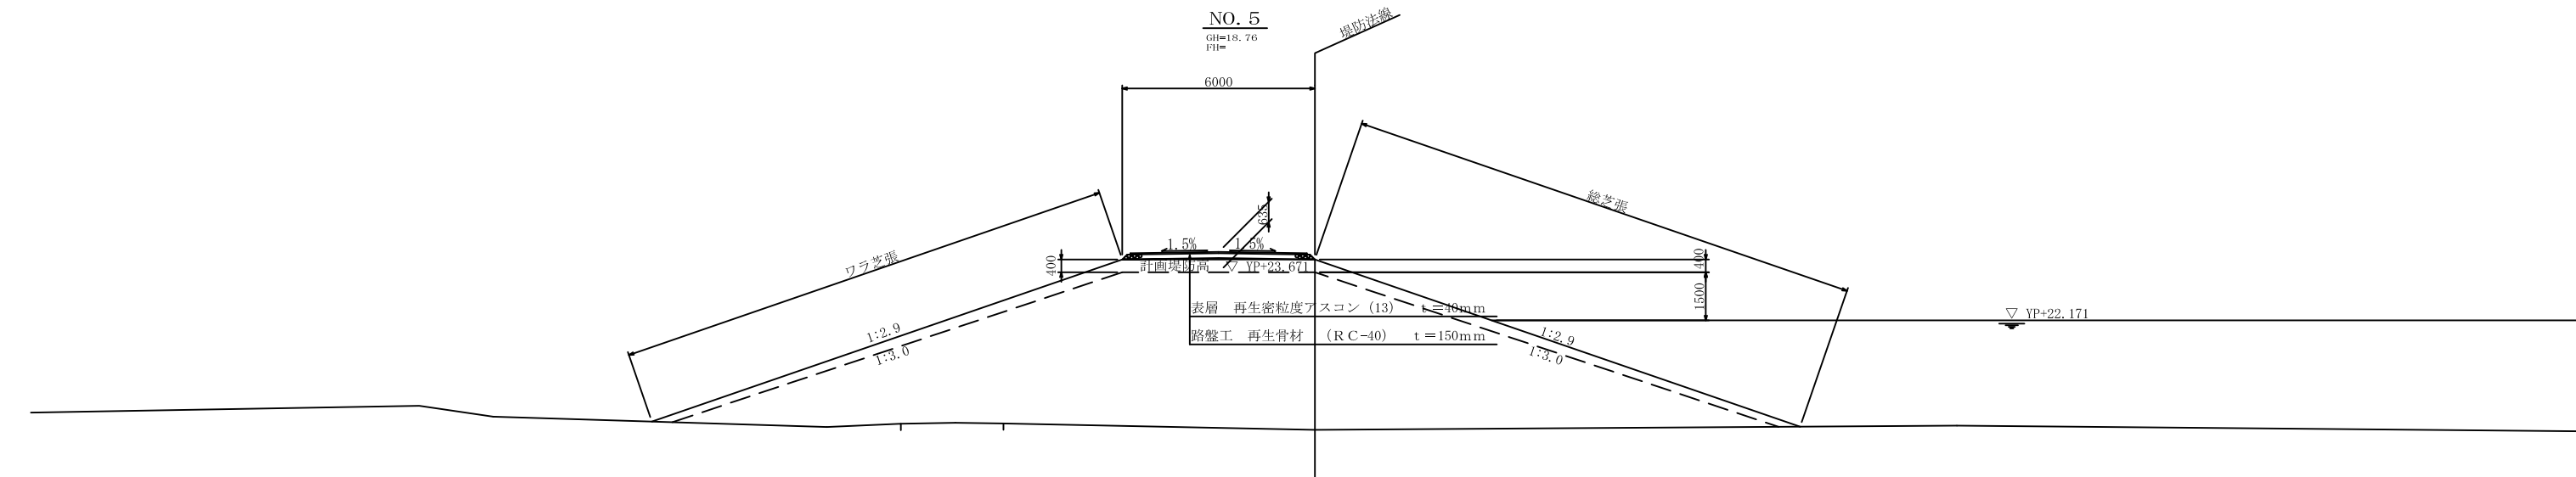 NO.5
GH=18.76
FH=
堤防法線
6000
総芝張
ワラ芝張
635
1.5%
1.5%
400
400
計画堤防高 ▽ YP+23.671
1500
表層 再生密粒度アスコン (13) t=40mm
▽ YP+22.171
路盤工 再生骨材 (RC-40) t=150mm
1:2.9
1:3.0
1:2.9
1:3.0